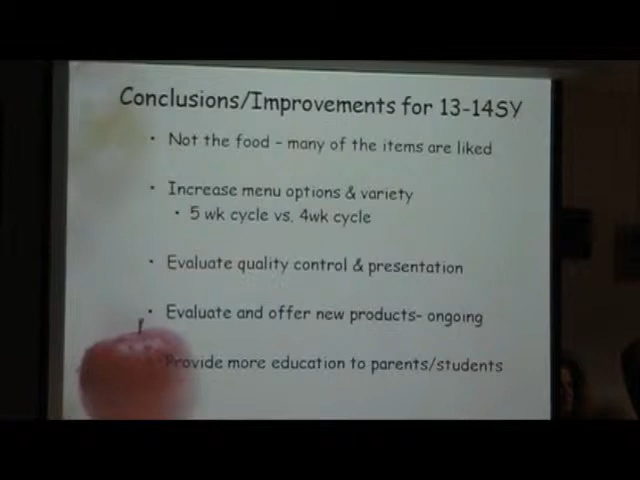 Conclusions/Improvements for 13-14SY
• Not the food - many of the items are liked
• Increase menu options & variety
• 5 wk cycle vs. 4wk cycle
• Evaluate quality control & presentation
• Evaluate and offer new products- ongoing
Provide more education to parents/students